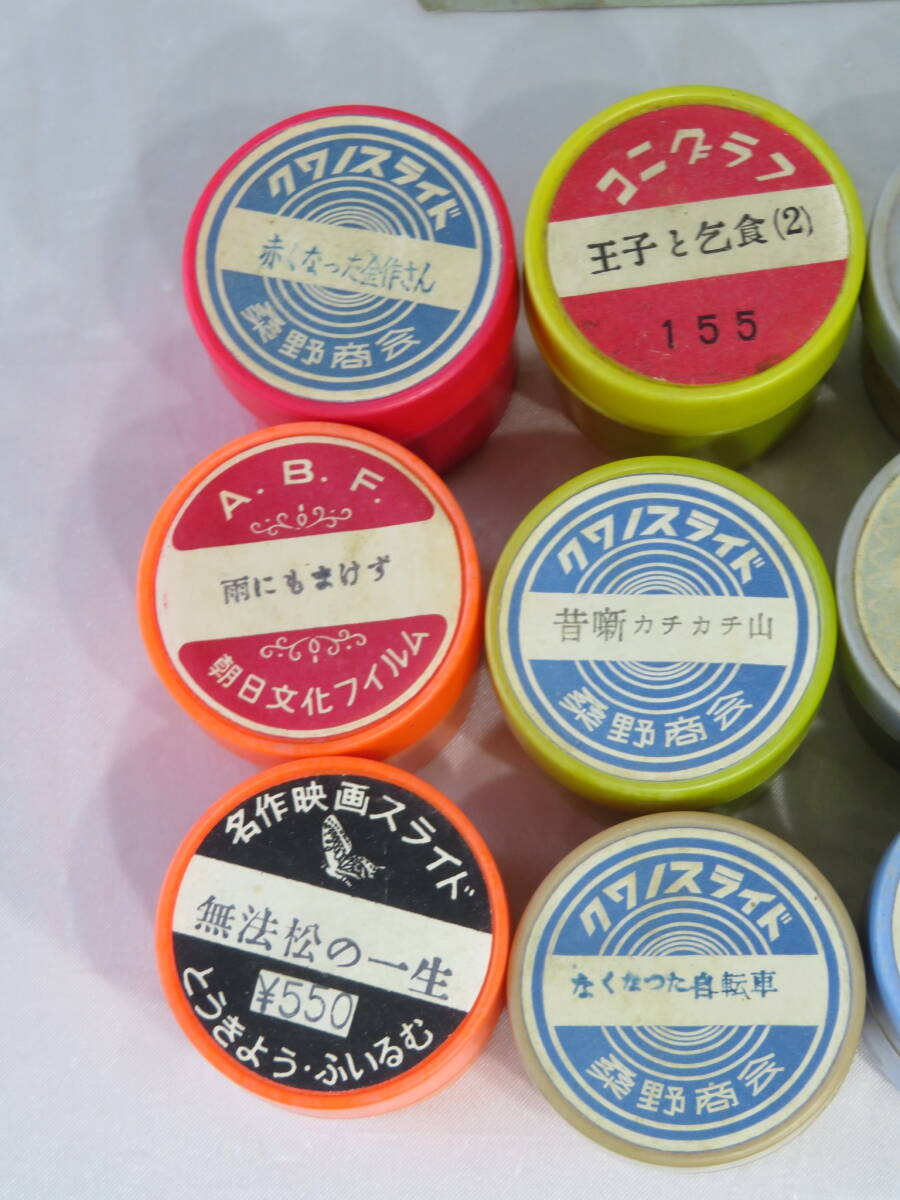 クワノスライド
赤くなった金作さん
桑野商会
コニグラフ
王子と乞食(2)
155
A.B.F.
雨にもまけず
朝日文化フイルム
クワノスライド
昔噺カチカチ山
桑野商会
名作映画スライド
無法松の一生
¥550
とうきよう・ふいるむ
クワノスライド
なくなつた自転車
桑野商会